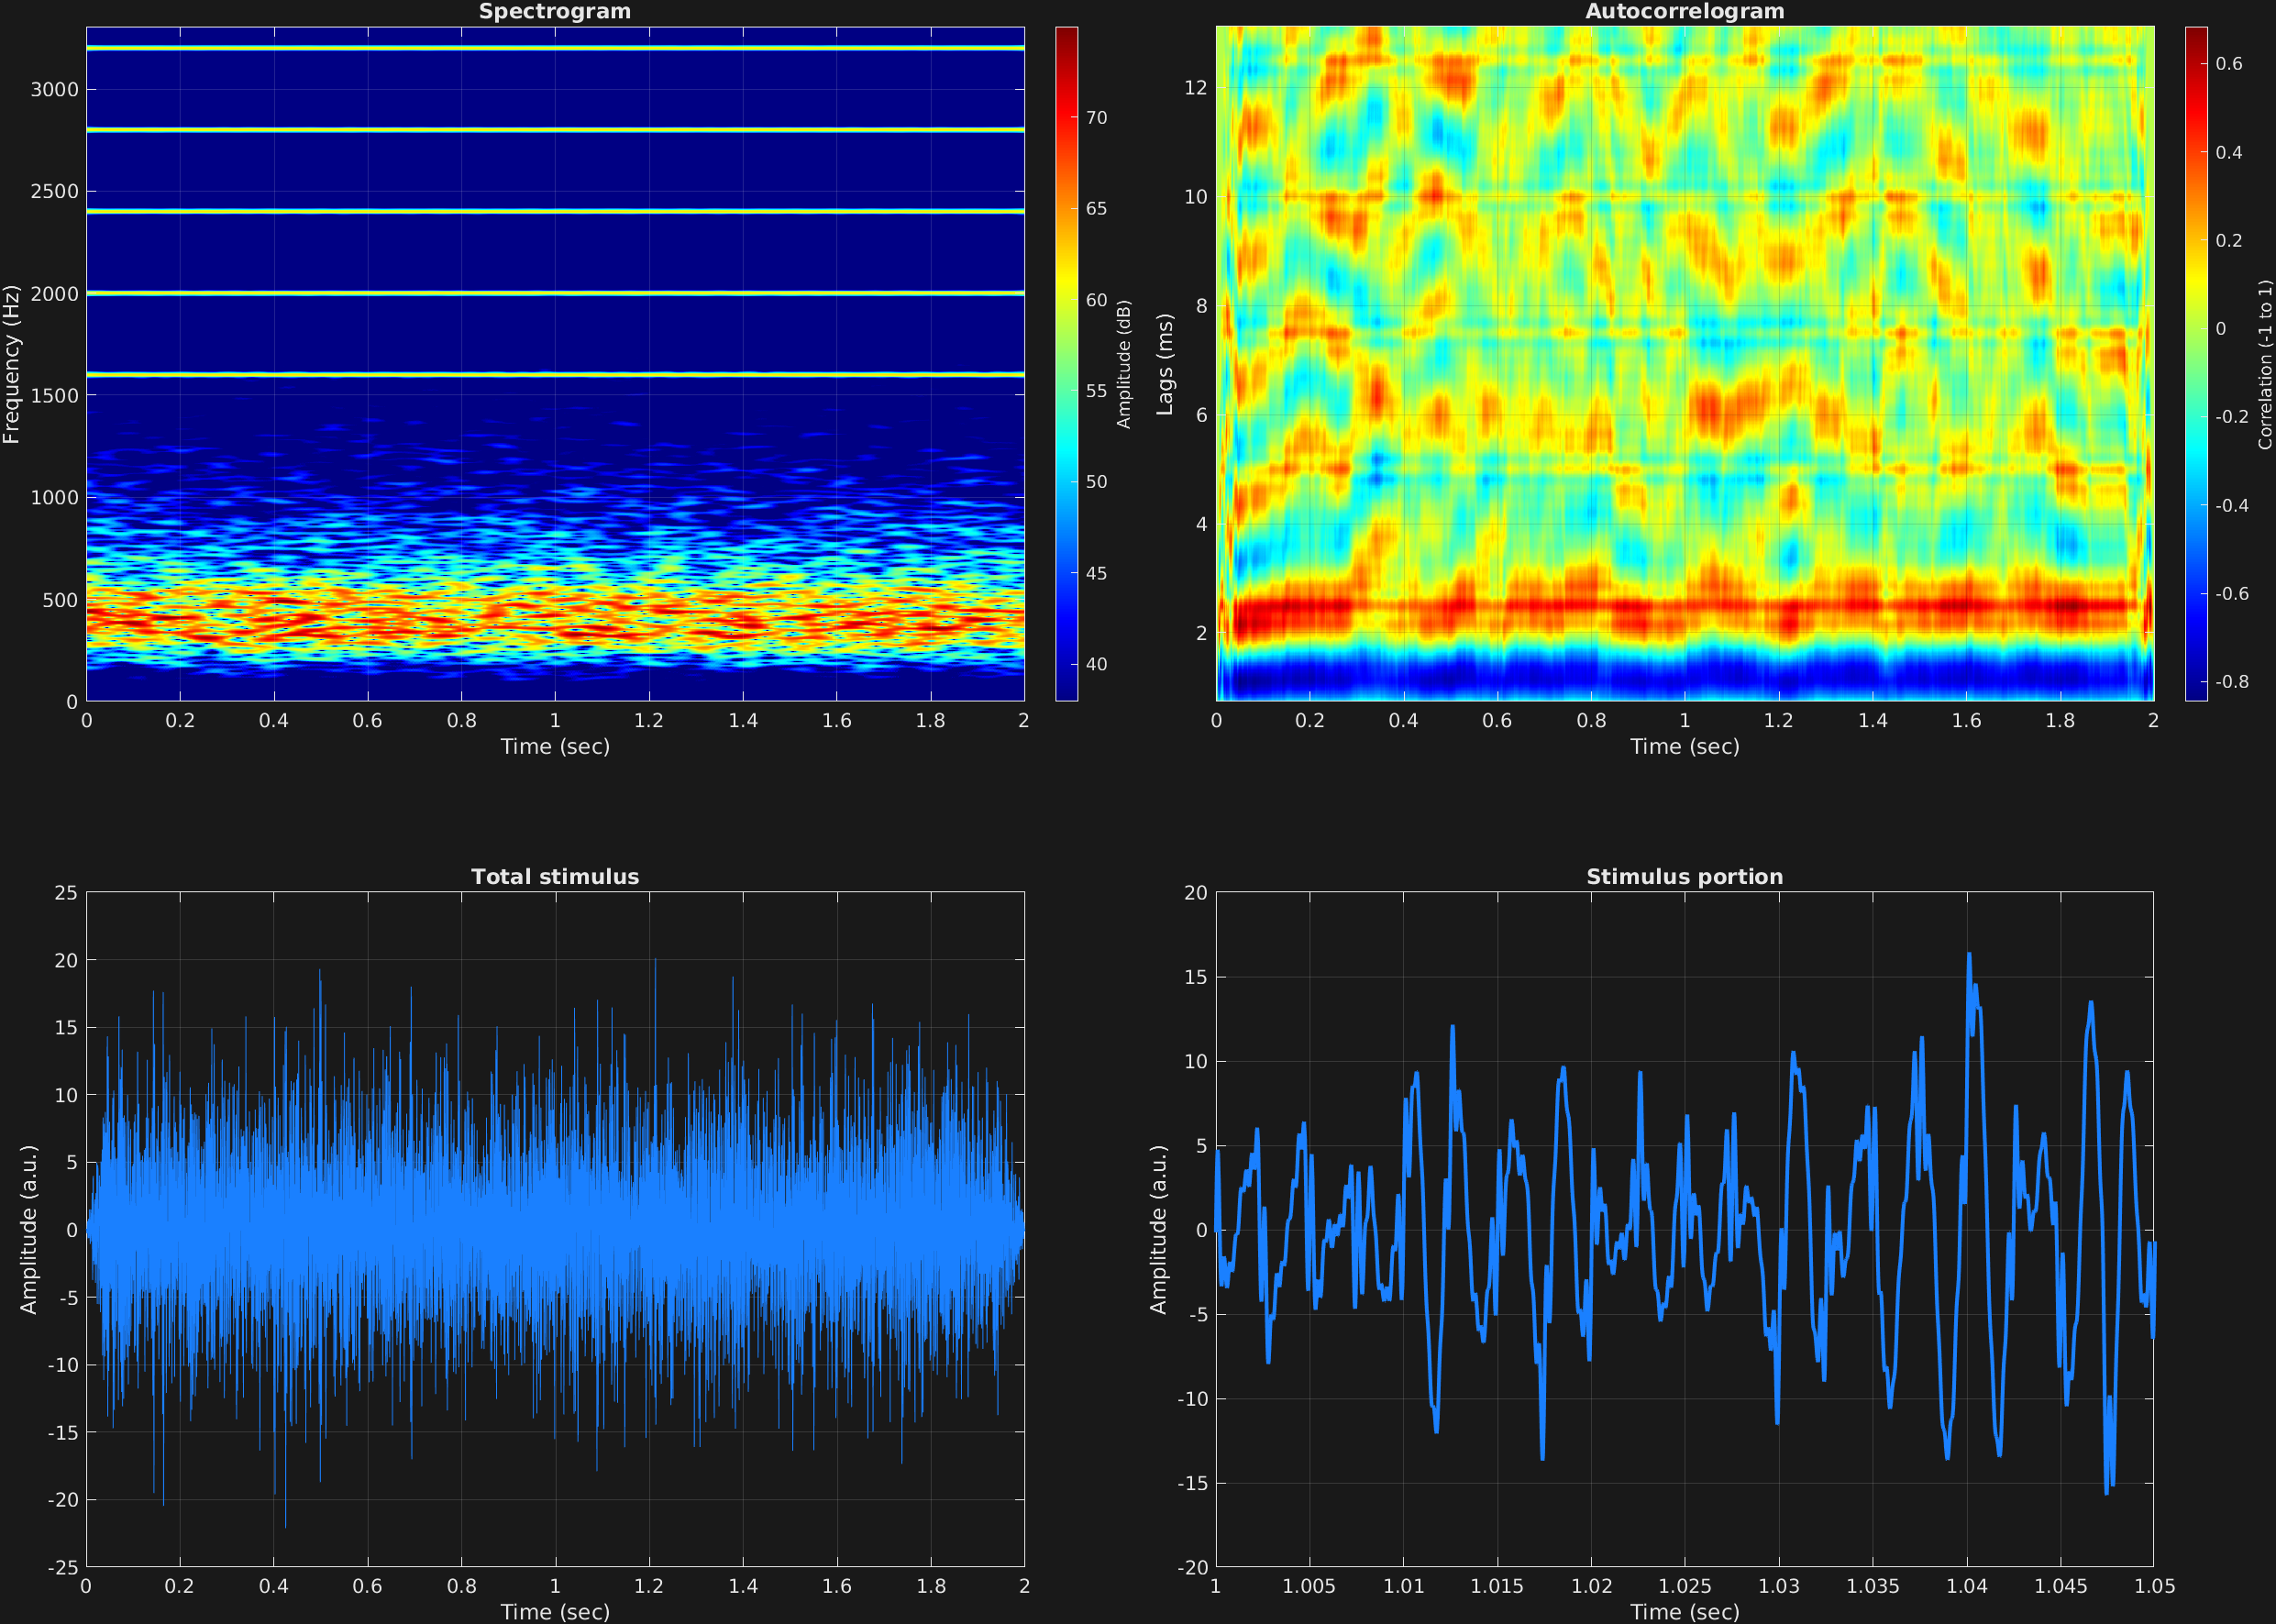 Spectrogram
3000
2500
2000
1500
1000
500
0
Frequency (Hz)
0 0.2 0.4 0.6 0.8 1 1.2 1.4 1.6 1.8 2
Time (sec)
70
65
60
55
50
45
40
Amplitude (dB)
Autocorrelogram
12
10
8
6
4
2
Lags (ms)
0 0.2 0.4 0.6 0.8 1 1.2 1.4 1.6 1.8 2
Time (sec)
0.6
0.4
0.2
0
-0.2
-0.4
-0.6
-0.8
Correlation (-1 to 1)
Total stimulus
25
20
15
10
5
0
-5
-10
-15
-20
-25
Amplitude (a.u.)
0 0.2 0.4 0.6 0.8 1 1.2 1.4 1.6 1.8 2
Time (sec)
Stimulus portion
20
15
10
5
0
-5
-10
-15
-20
Amplitude (a.u.)
1 1.005 1.01 1.015 1.02 1.025 1.03 1.035 1.04 1.045 1.05
Time (sec)